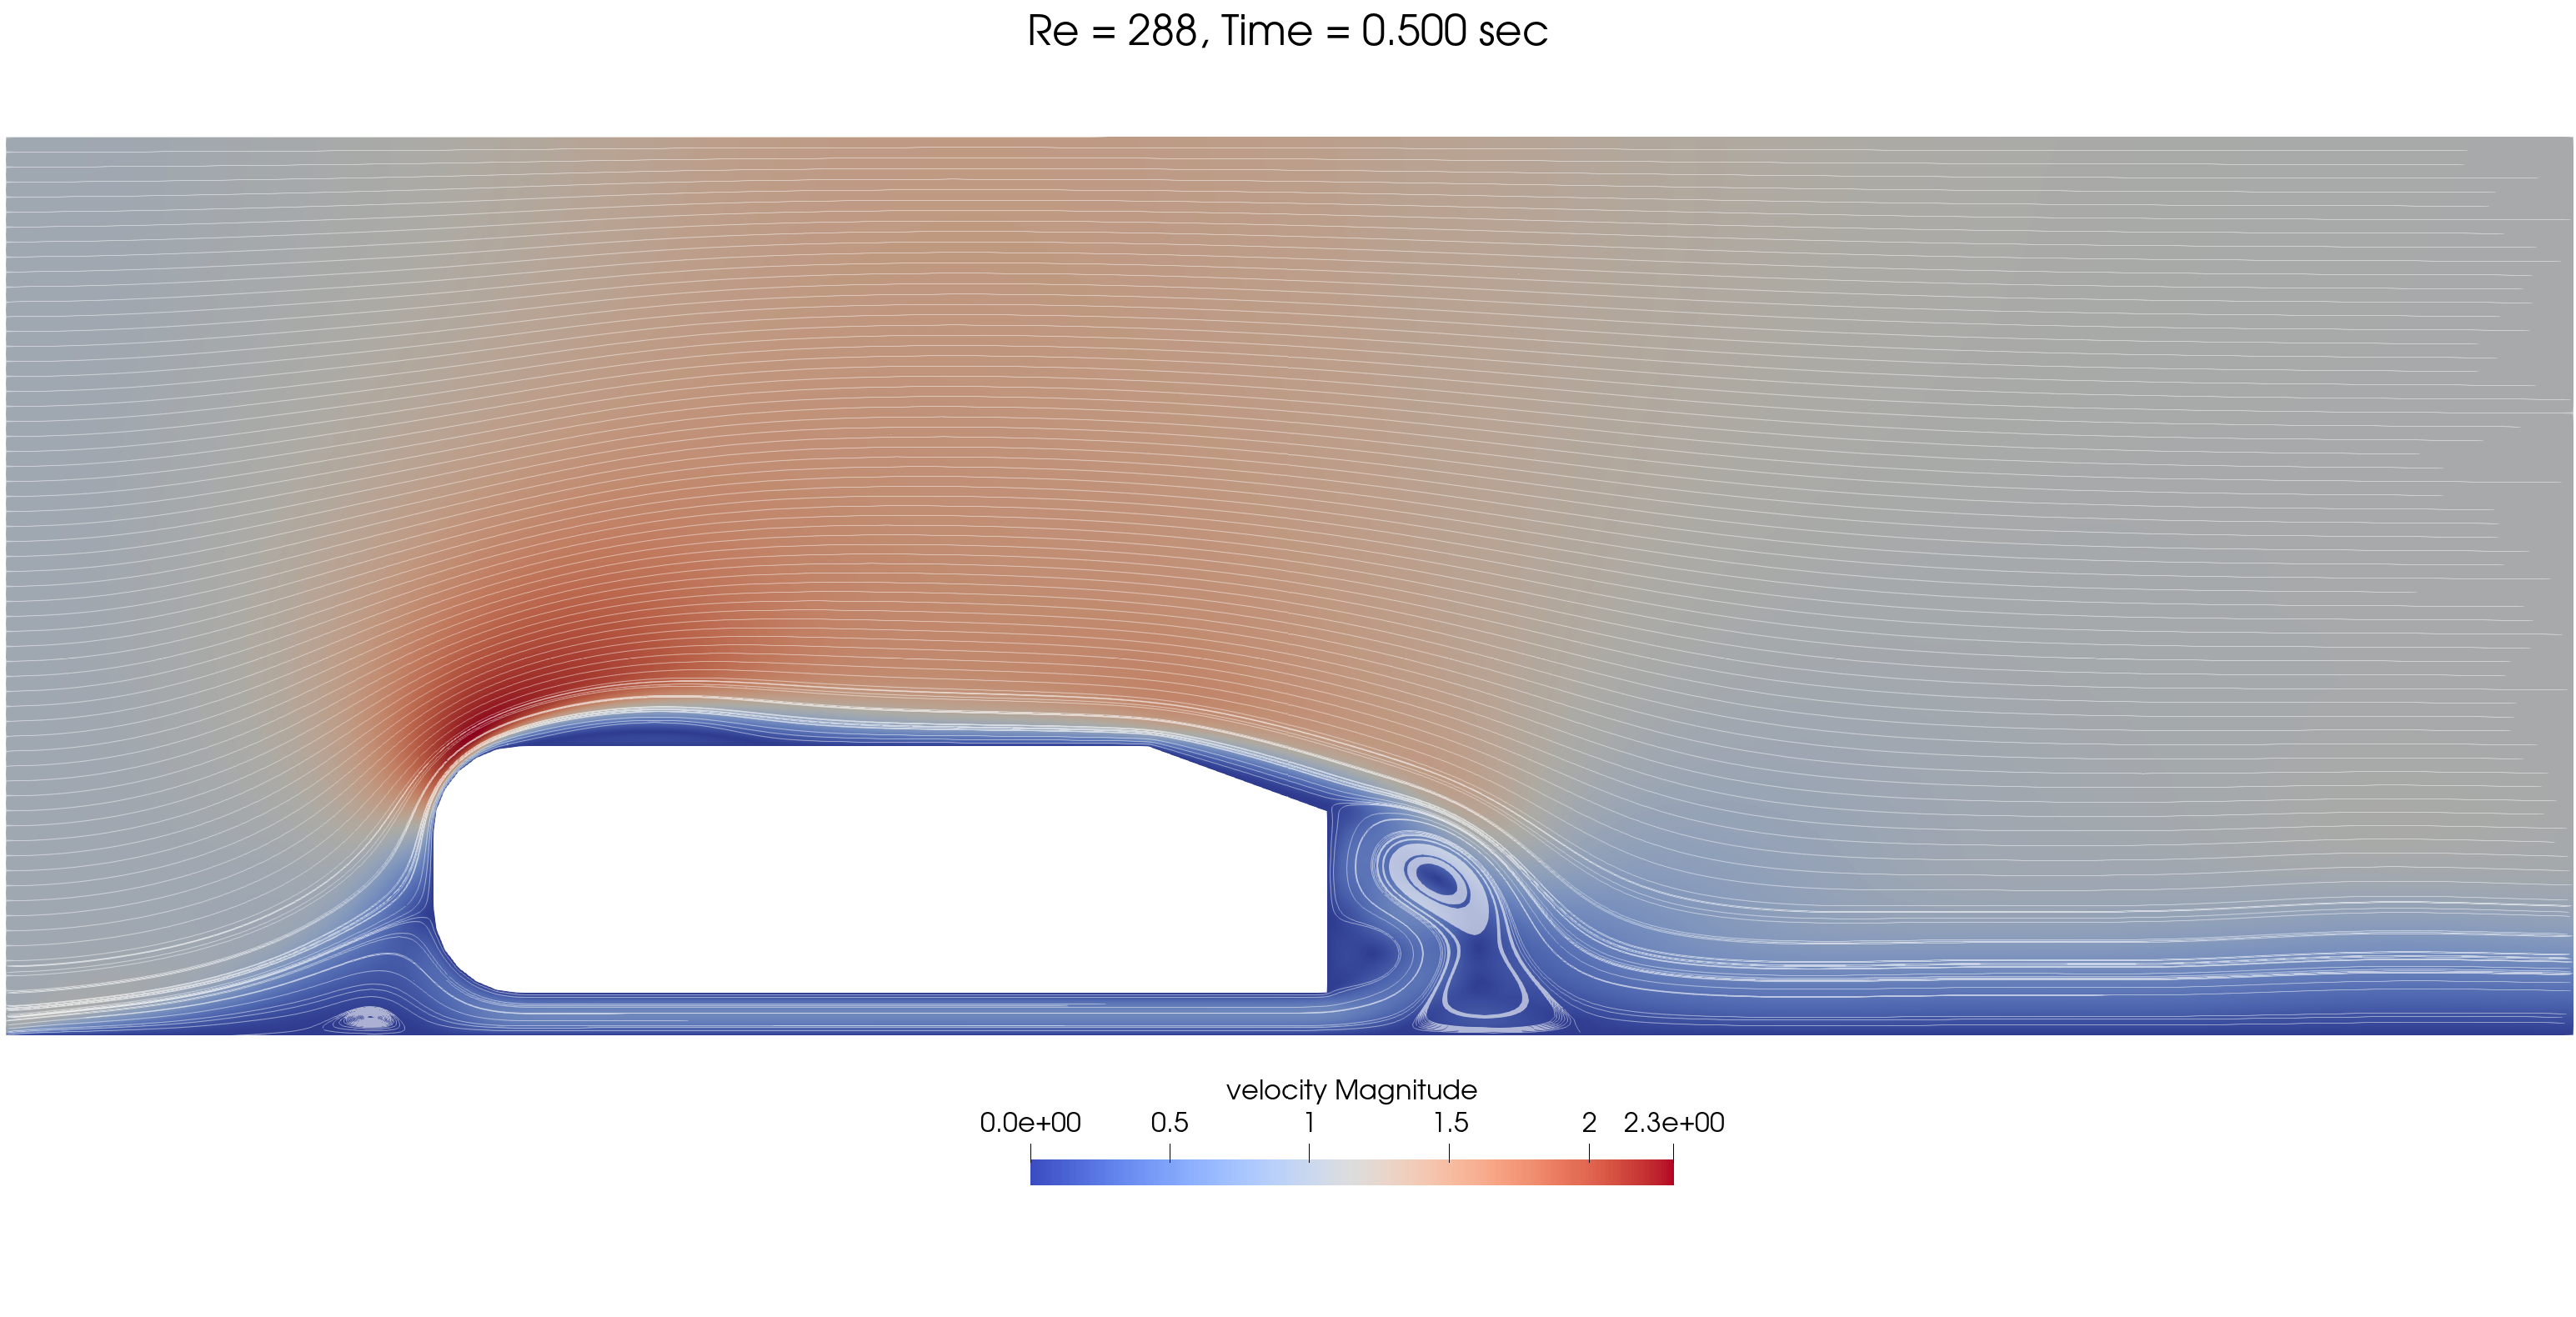 Re = 288, Time = 0.500 sec
velocity Magnitude
0.0e+00 0.5 1 1.5 2 2.3e+00